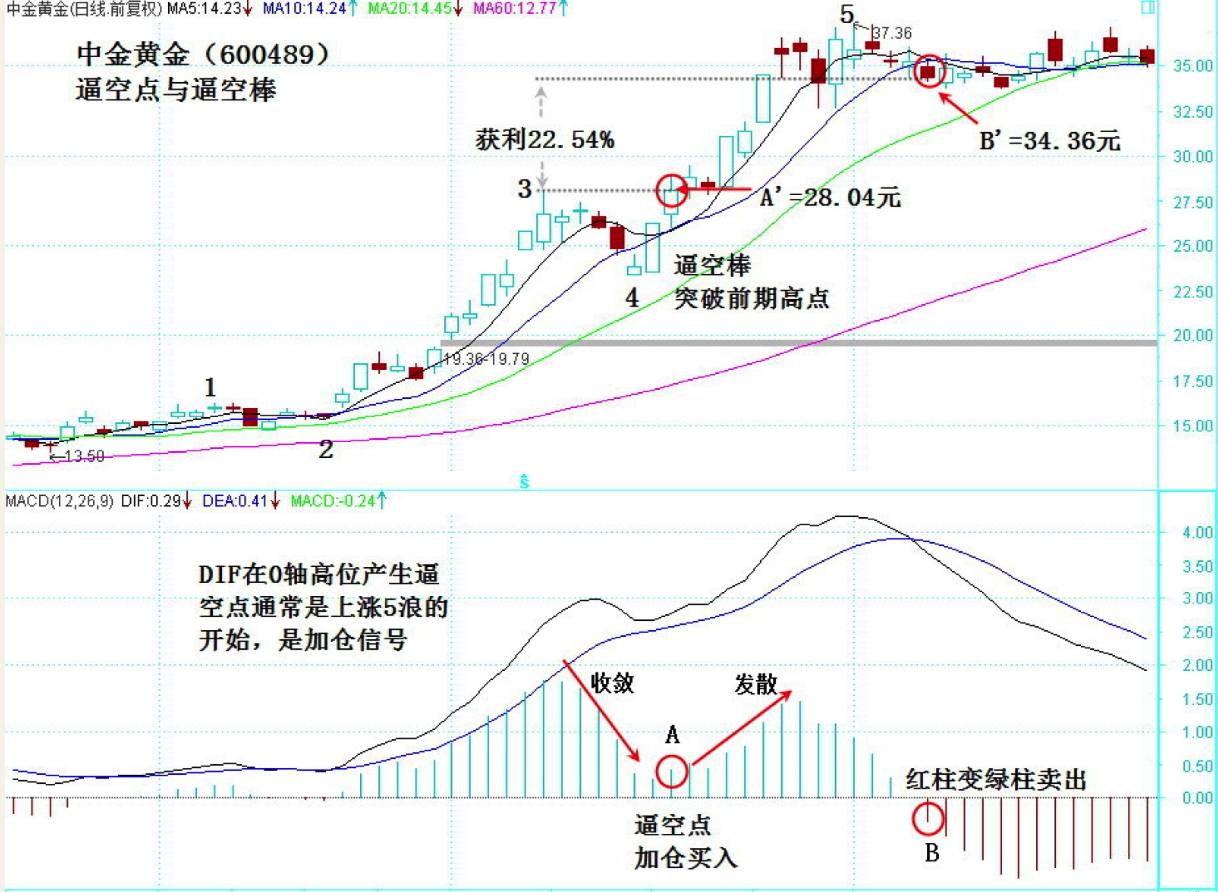 中金黄金(日线.前复权) MA5:14.23↓ MA10:14.24↑ MA20:14.45↓ MA60:12.77↑
中金黄金（600489）
逼空点与逼空棒
5
37.36
35.00
32.50
B'=34.36元
获利22.54%
30.00
3
A'=28.04元
27.50
25.00
逼空棒
突破前期高点
4
22.50
20.00
19.36-19.79
17.50
1
15.00
2
←13.50
ŝ
MACD(12,26,9) DIF:0.29↓ DEA:0.41↓ MACD:-0.24↑
4.00
DIF在0轴高位产生逼
空点通常是上涨5浪的
开始，是加仓信号
3.50
3.00
2.50
2.00
收敛
发散
1.50
A
1.00
0.50
红柱变绿柱卖出
0.00
逼空点
加仓买入
B